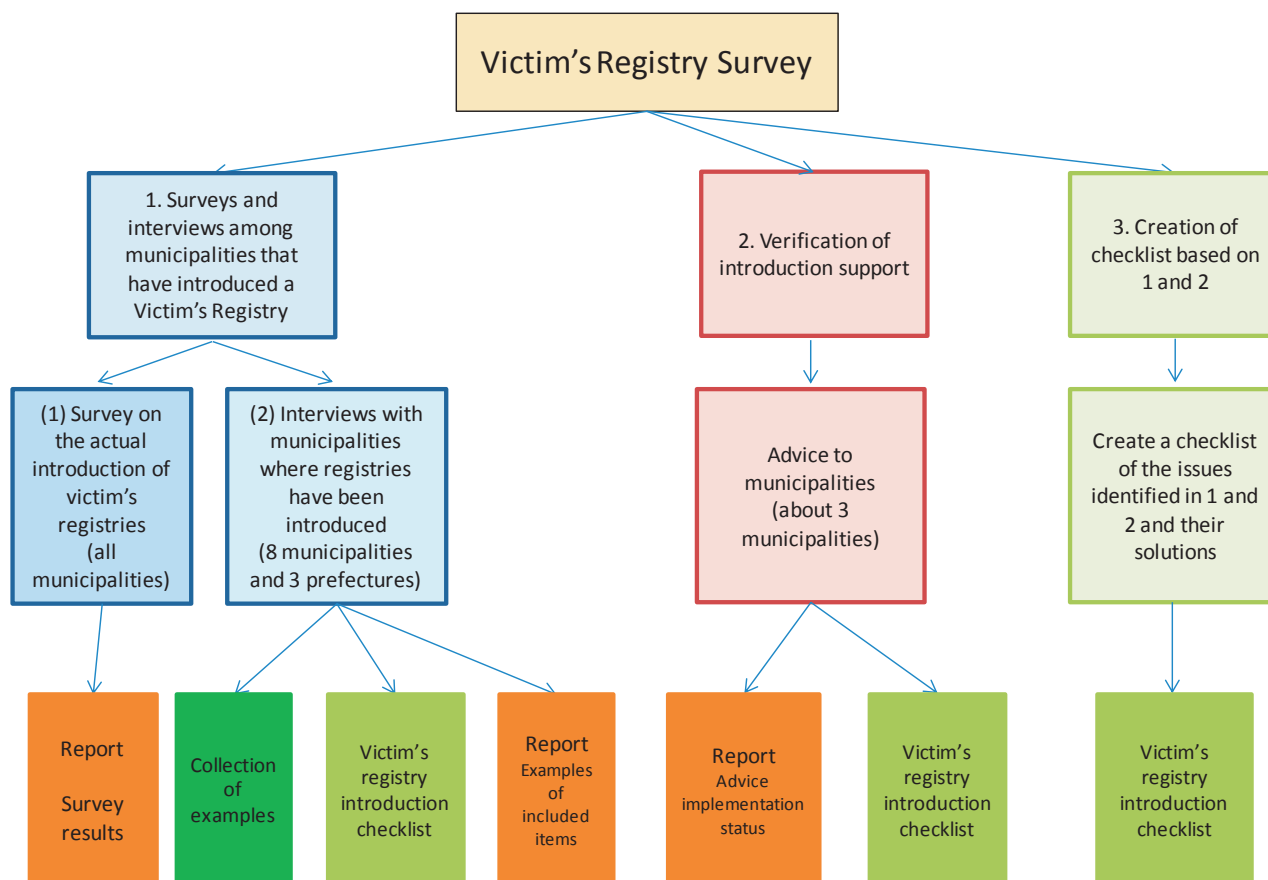 Victim’s Registry Survey
1. Surveys and
interviews among
municipalities that
have introduced a
Victim’s Registry
2. Verification of
introduction support
3. Creation of
checklist based on
1 and 2
(1) Survey on
the actual
introduction of
victim’s
registries
(all
municipalities)
(2) Interviews with
municipalities
where registries
have been
introduced
(8 municipalities
and 3 prefectures)
Advice to
municipalities
(about 3
municipalities)
Create a checklist
of the issues
identified in 1 and
2 and their
solutions
Report
Survey
results
Collection
of
examples
Victim’s
registry
introduction
checklist
Report
Examples
of
included
items
Report
Advice
implementation
status
Victim’s
registry
introduction
checklist
Victim’s
registry
introduction
checklist